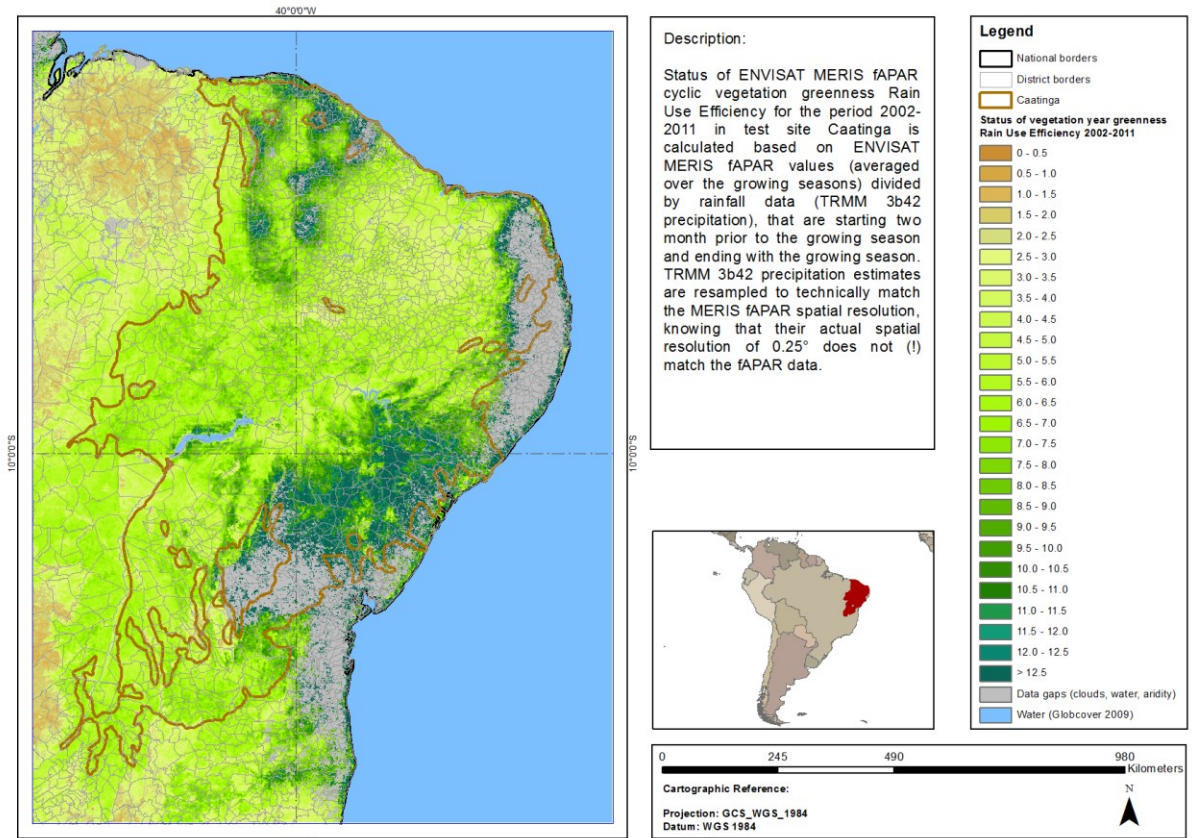 40°0'0"W
10°0'0"S
10°0'0"S
Description:
Status of ENVISAT MERIS fAPAR
cyclic vegetation greenness Rain
Use Efficiency for the period 2002-
2011 in test site Caatinga is
calculated based on ENVISAT
MERIS fAPAR values (averaged
over the growing seasons) divided
by rainfall data (TRMM 3b42
precipitation), that are starting two
month prior to the growing season
and ending with the growing season.
TRMM 3b42 precipitation estimates
are resampled to technically match
the MERIS fAPAR spatial resolution,
knowing that their actual spatial
resolution of 0.25° does not (!)
match the fAPAR data.
Legend
National borders
District borders
Caatinga
Status of vegetation year greenness
Rain Use Efficiency 2002-2011
0 - 0.5
0.5 - 1.0
1.0 - 1.5
1.5 - 2.0
2.0 - 2.5
2.5 - 3.0
3.0 - 3.5
3.5 - 4.0
4.0 - 4.5
4.5 - 5.0
5.0 - 5.5
5.5 - 6.0
6.0 - 6.5
6.5 - 7.0
7.0 - 7.5
7.5 - 8.0
8.0 - 8.5
8.5 - 9.0
9.0 - 9.5
9.5 - 10.0
10.0 - 10.5
10.5 - 11.0
11.0 - 11.5
11.5 - 12.0
12.0 - 12.5
> 12.5
Data gaps (clouds, water, aridity)
Water (Globcover 2009)
0 245 490 980
Kilometers
Cartographic Reference:
N
Projection: GCS_WGS_1984
Datum: WGS 1984